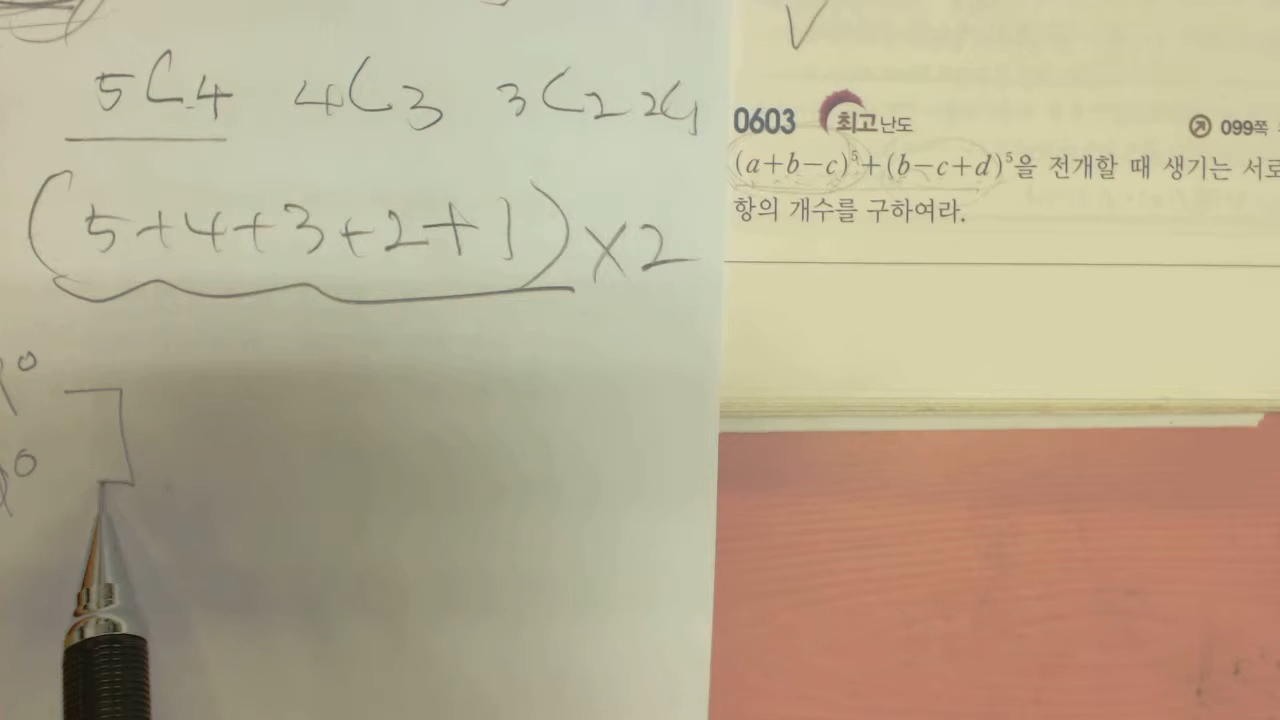 5C4 4C3 3C2 2C1
(5+4+3+2+1)×2
0
0
V
0603 최고난도
099쪽
(a+b-c)⁵+(b-c+d)⁵을 전개할 때 생기는 서로
항의 개수를 구하여라.